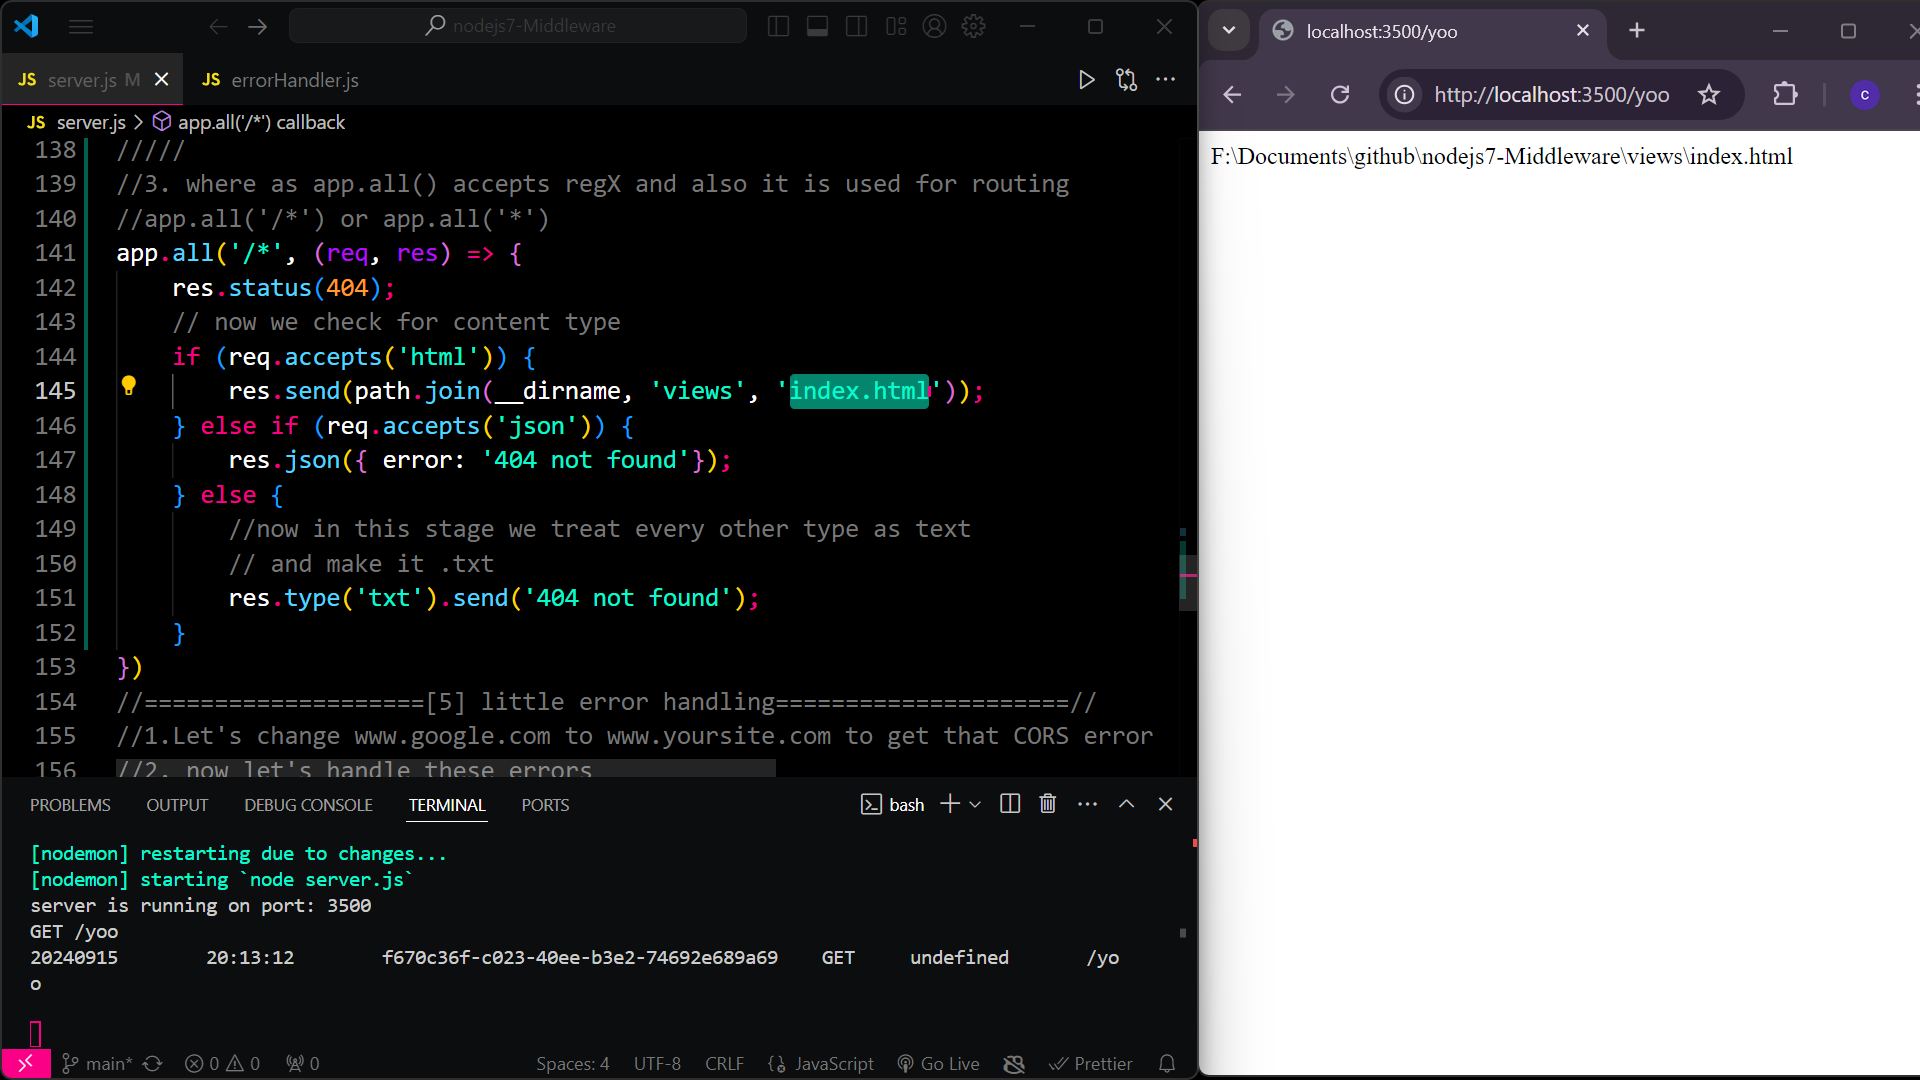 nodejs7-Middleware
JS server.js M
JS errorHandler.js
JS server.js > app.all('/*') callback
138 /////
139 //3. where as app.all() accepts regX and also it is used for routing
140 //app.all('/*') or app.all('*')
141 app.all('/*', (req, res) => {
142 res.status(404);
143 // now we check for content type
144 if (req.accepts('html')) {
145 res.send(path.join(__dirname, 'views', 'index.html'));
146 } else if (req.accepts('json')) {
147 res.json({ error: '404 not found'});
148 } else {
149 //now in this stage we treat every other type as text
150 // and make it .txt
151 res.type('txt').send('404 not found');
152 }
153 })
154 //====================[5] little error handling=====================//
155 //1.Let's change www.google.com to www.yoursite.com to get that CORS error
156 //2. now let's handle these errors
PROBLEMS OUTPUT DEBUG CONSOLE TERMINAL PORTS
bash
[nodemon] restarting due to changes...
[nodemon] starting `node server.js`
server is running on port: 3500
GET /yoo
20240915 20:13:12 f670c36f-c023-40ee-b3e2-74692e689a69 GET undefined /yo
o
main* 0 0 0 Spaces: 4 UTF-8 CRLF {} JavaScript Go Live Prettier
localhost:3500/yoo
http://localhost:3500/yoo
c
F:\Documents\github\nodejs7-Middleware\views\index.html